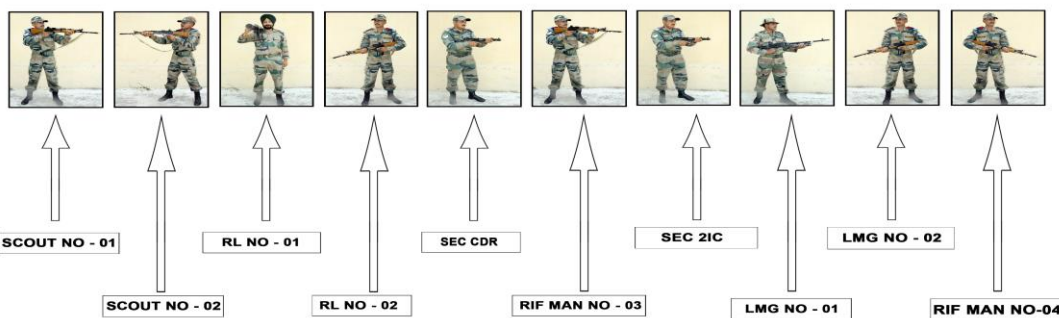 SCOUT NO - 01
SCOUT NO - 02
RL NO - 01
RL NO - 02
SEC CDR
RIF MAN NO - 03
SEC 2IC
LMG NO - 01
LMG NO - 02
RIF MAN NO-04